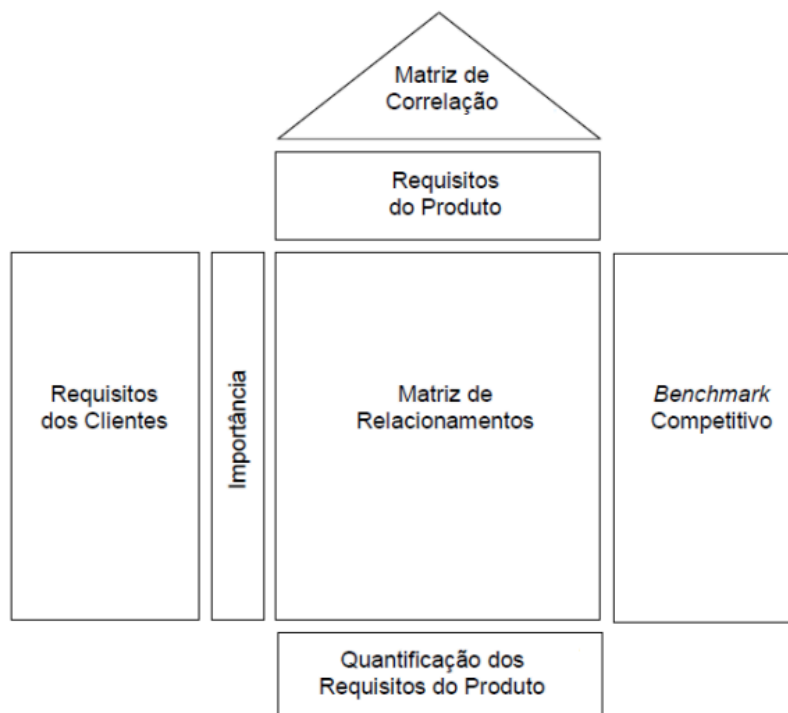 Matriz de
Correlação
Requisitos
do Produto
Requisitos
dos Clientes
Importância
Matriz de
Relacionamentos
Benchmark
Competitivo
Quantificação dos
Requisitos do Produto